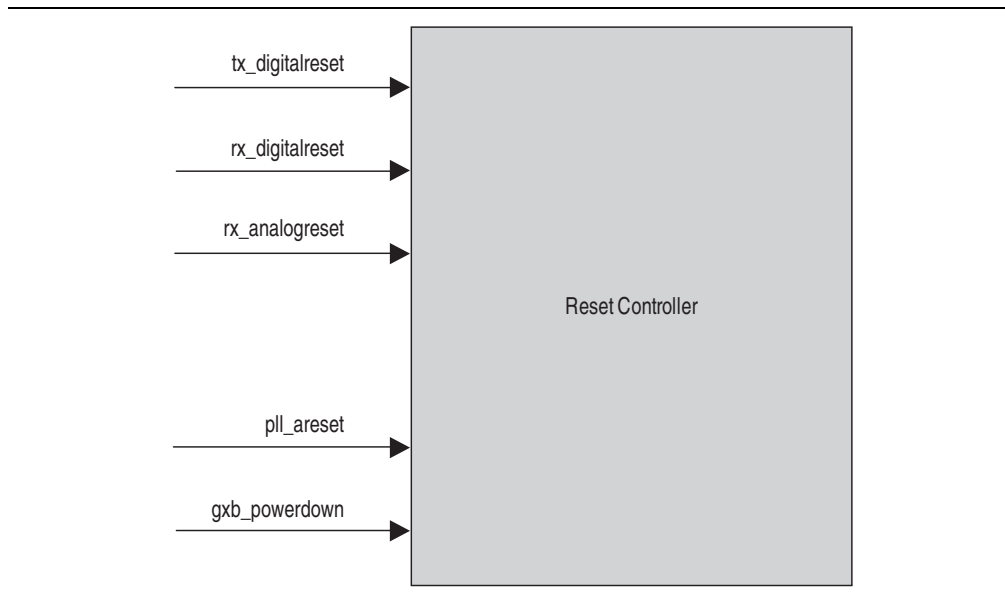 tx_digitalreset
rx_digitalreset
rx_analogreset
Reset Controller
pll_areset
gxb_powerdown